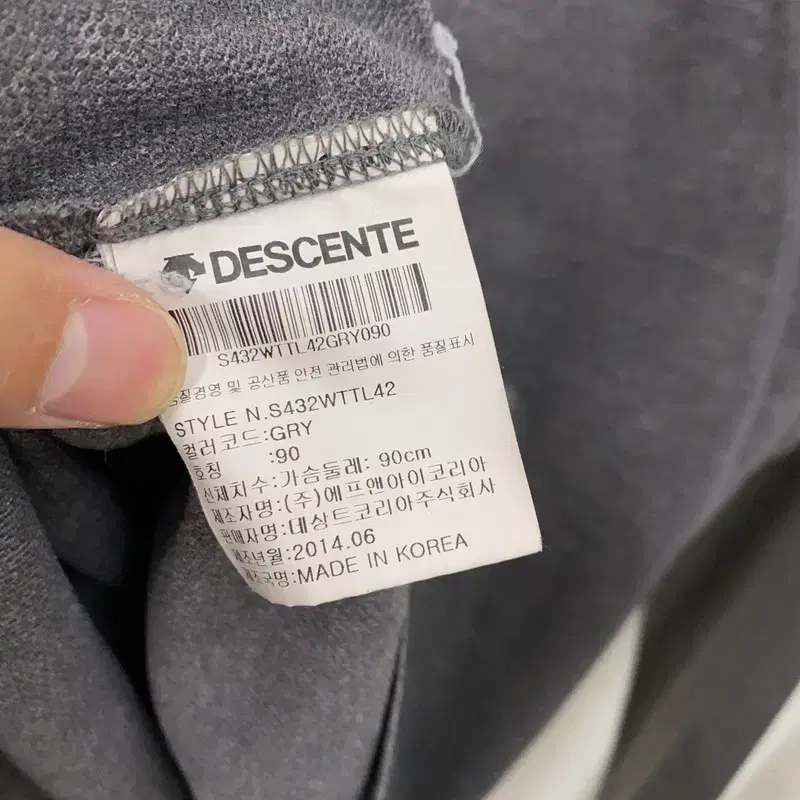 DESCENTE
S432WTTL42GRY090
품질경영 및 공산품 안전 관리법에 의한 품질표시
STYLE N.S432WTTL42
컬러코드:GRY
호칭 :90
신체치수:가슴둘레: 90cm
제조자명:(주)에프앤아이코리아
판매자명:데상트코리아주식회사
제조년월:2014.06
제조국명:MADE IN KOREA